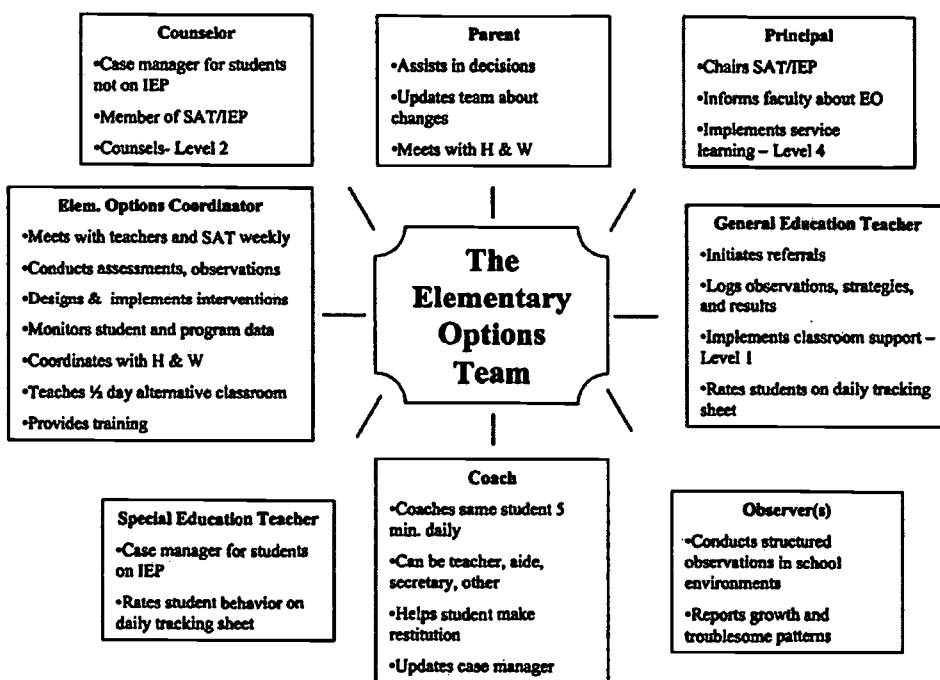 Counselor
•Case manager for students
not on IEP
•Member of SAT/IEP
•Counsels- Level 2
Parent
•Assists in decisions
•Updates team about
changes
•Meets with H & W
Principal
•Chairs SAT/IEP
•Informs faculty about EO
•Implements service
learning – Level 4
Elem. Options Coordinator
•Meets with teachers and SAT weekly
•Conducts assessments, observations
•Designs & implements interventions
•Monitors student and program data
•Coordinates with H & W
•Teaches ½ day alternative classroom
•Provides training
The
Elementary
Options
Team
General Education Teacher
•Initiates referrals
•Logs observations, strategies,
and results
•Implements classroom support –
Level 1
•Rates students on daily tracking
sheet
Special Education Teacher
•Case manager for students
on IEP
•Rates student behavior on
daily tracking sheet
Coach
•Coaches same student 5
min. daily
•Can be teacher, aide,
secretary, other
•Helps student make
restitution
•Updates case manager
Observer(s)
•Conducts structured
observations in school
environments
•Reports growth and
troublesome patterns